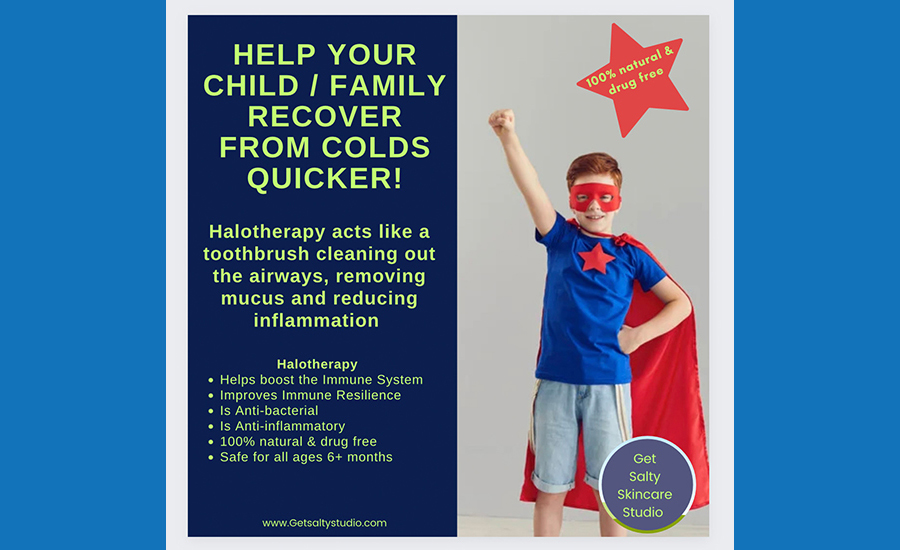 HELP YOUR
CHILD / FAMILY
RECOVER
FROM COLDS
QUICKER!
Halotherapy acts like a
toothbrush cleaning out
the airways, removing
mucus and reducing
inflammation
Halotherapy
• Helps boost the Immune System
• Improves Immune Resilience
• Is Anti-bacterial
• Is Anti-inflammatory
• 100% natural & drug free
• Safe for all ages 6+ months
www.Getsaltystudio.com
100% natural &
drug free
Get
Salty
Skincare
Studio